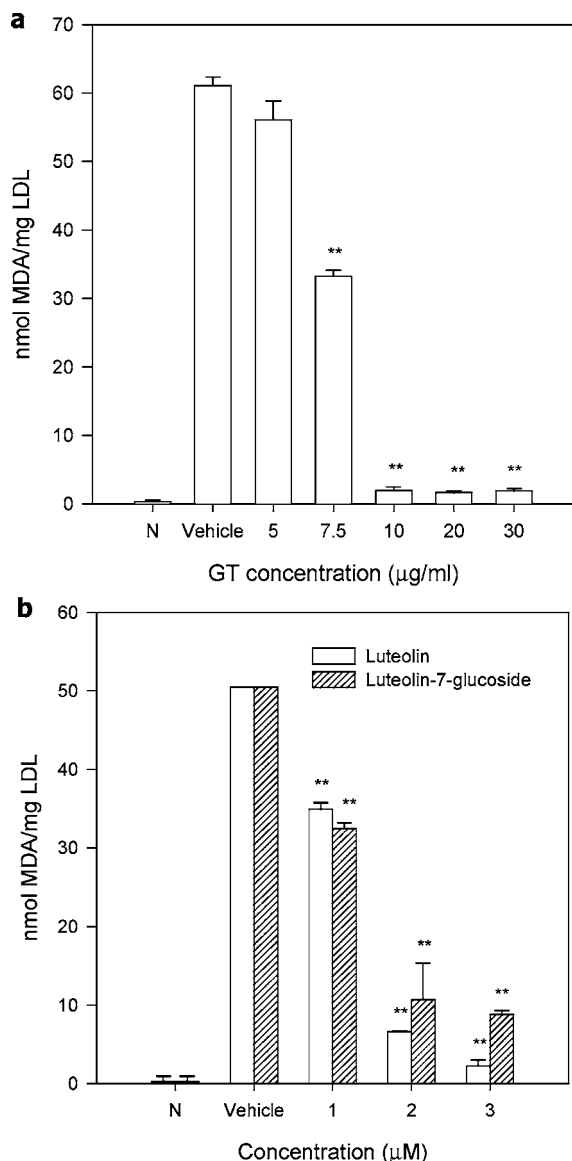 a
70
60
50
40
30
20
10
0
nmol MDA/mg LDL
**
**
**
**
N Vehicle 5 7.5 10 20 30
GT concentration (μg/ml)
b
60
50
40
30
20
10
0
nmol MDA/mg LDL
Luteolin
Luteolin-7-glucoside
**
**
**
**
**
**
N Vehicle 1 2 3
Concentration (μM)